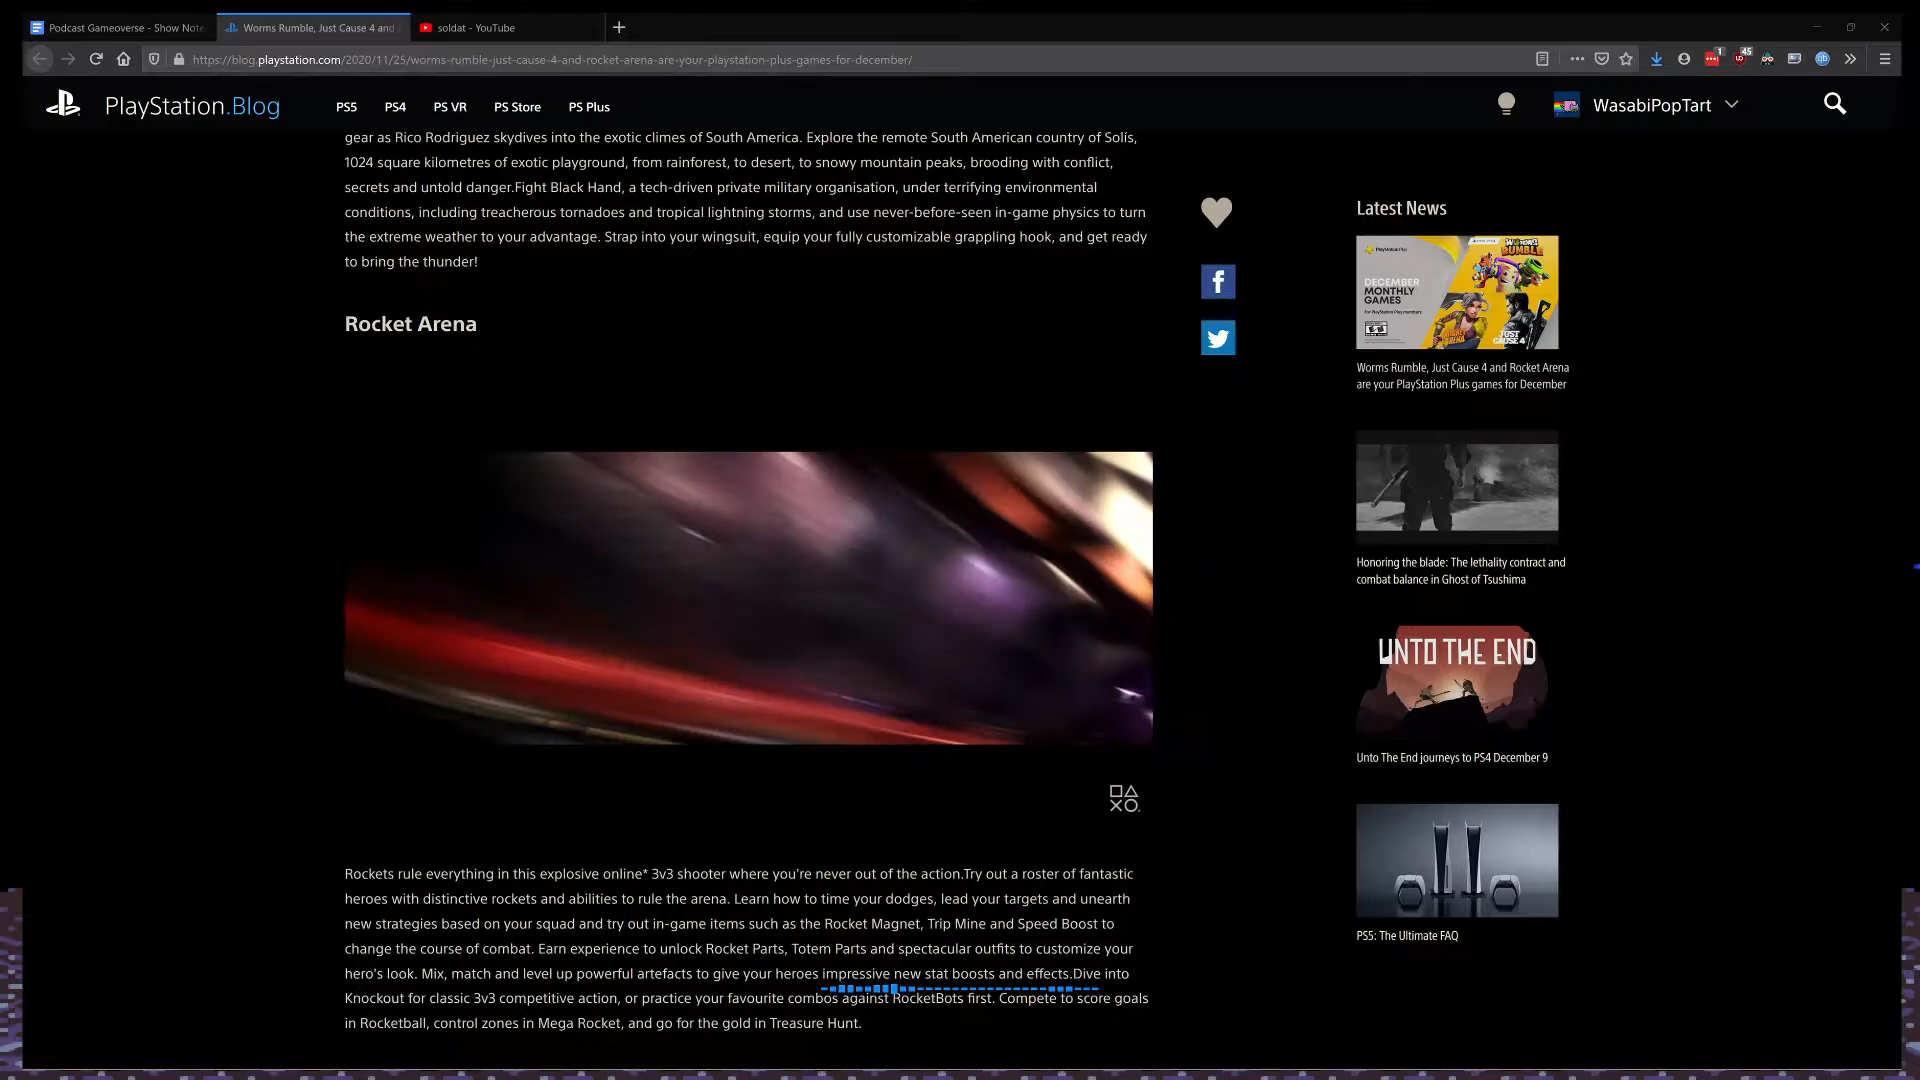 Podcast Gameoverse - Show Note
Worms Rumble, Just Cause 4 and
soldat - YouTube
https://blog.playstation.com/2020/11/25/worms-rumble-just-cause-4-and-rocket-arena-are-your-playstation-plus-games-for-december/
1
45
PlayStation.Blog
PS5
PS4
PS VR
PS Store
PS Plus
WasabiPopTart
gear as Rico Rodriguez skydives into the exotic climes of South America. Explore the remote South American country of Solís,
1024 square kilometres of exotic playground, from rainforest, to desert, to snowy mountain peaks, brooding with conflict,
secrets and untold danger.Fight Black Hand, a tech-driven private military organisation, under terrifying environmental
conditions, including treacherous tornadoes and tropical lightning storms, and use never-before-seen in-game physics to turn
the extreme weather to your advantage. Strap into your wingsuit, equip your fully customizable grappling hook, and get ready
to bring the thunder!
Rocket Arena
Rockets rule everything in this explosive online* 3v3 shooter where you're never out of the action.Try out a roster of fantastic
heroes with distinctive rockets and abilities to rule the arena. Learn how to time your dodges, lead your targets and unearth
new strategies based on your squad and try out in-game items such as the Rocket Magnet, Trip Mine and Speed Boost to
change the course of combat. Earn experience to unlock Rocket Parts, Totem Parts and spectacular outfits to customize your
hero's look. Mix, match and level up powerful artefacts to give your heroes impressive new stat boosts and effects.Dive into
Knockout for classic 3v3 competitive action, or practice your favourite combos against RocketBots first. Compete to score goals
in Rocketball, control zones in Mega Rocket, and go for the gold in Treasure Hunt.
Latest News
PlayStation Plus
WORMS
RUMBLE
DECEMBER
MONTHLY
GAMES
For PlayStation Plus members
ROCKET
ARENA
JUST
CAUSE 4
Worms Rumble, Just Cause 4 and Rocket Arena
are your PlayStation Plus games for December
Honoring the blade: The lethality contract and
combat balance in Ghost of Tsushima
UNTO THE END
Unto The End journeys to PS4 December 9
PS5: The Ultimate FAQ